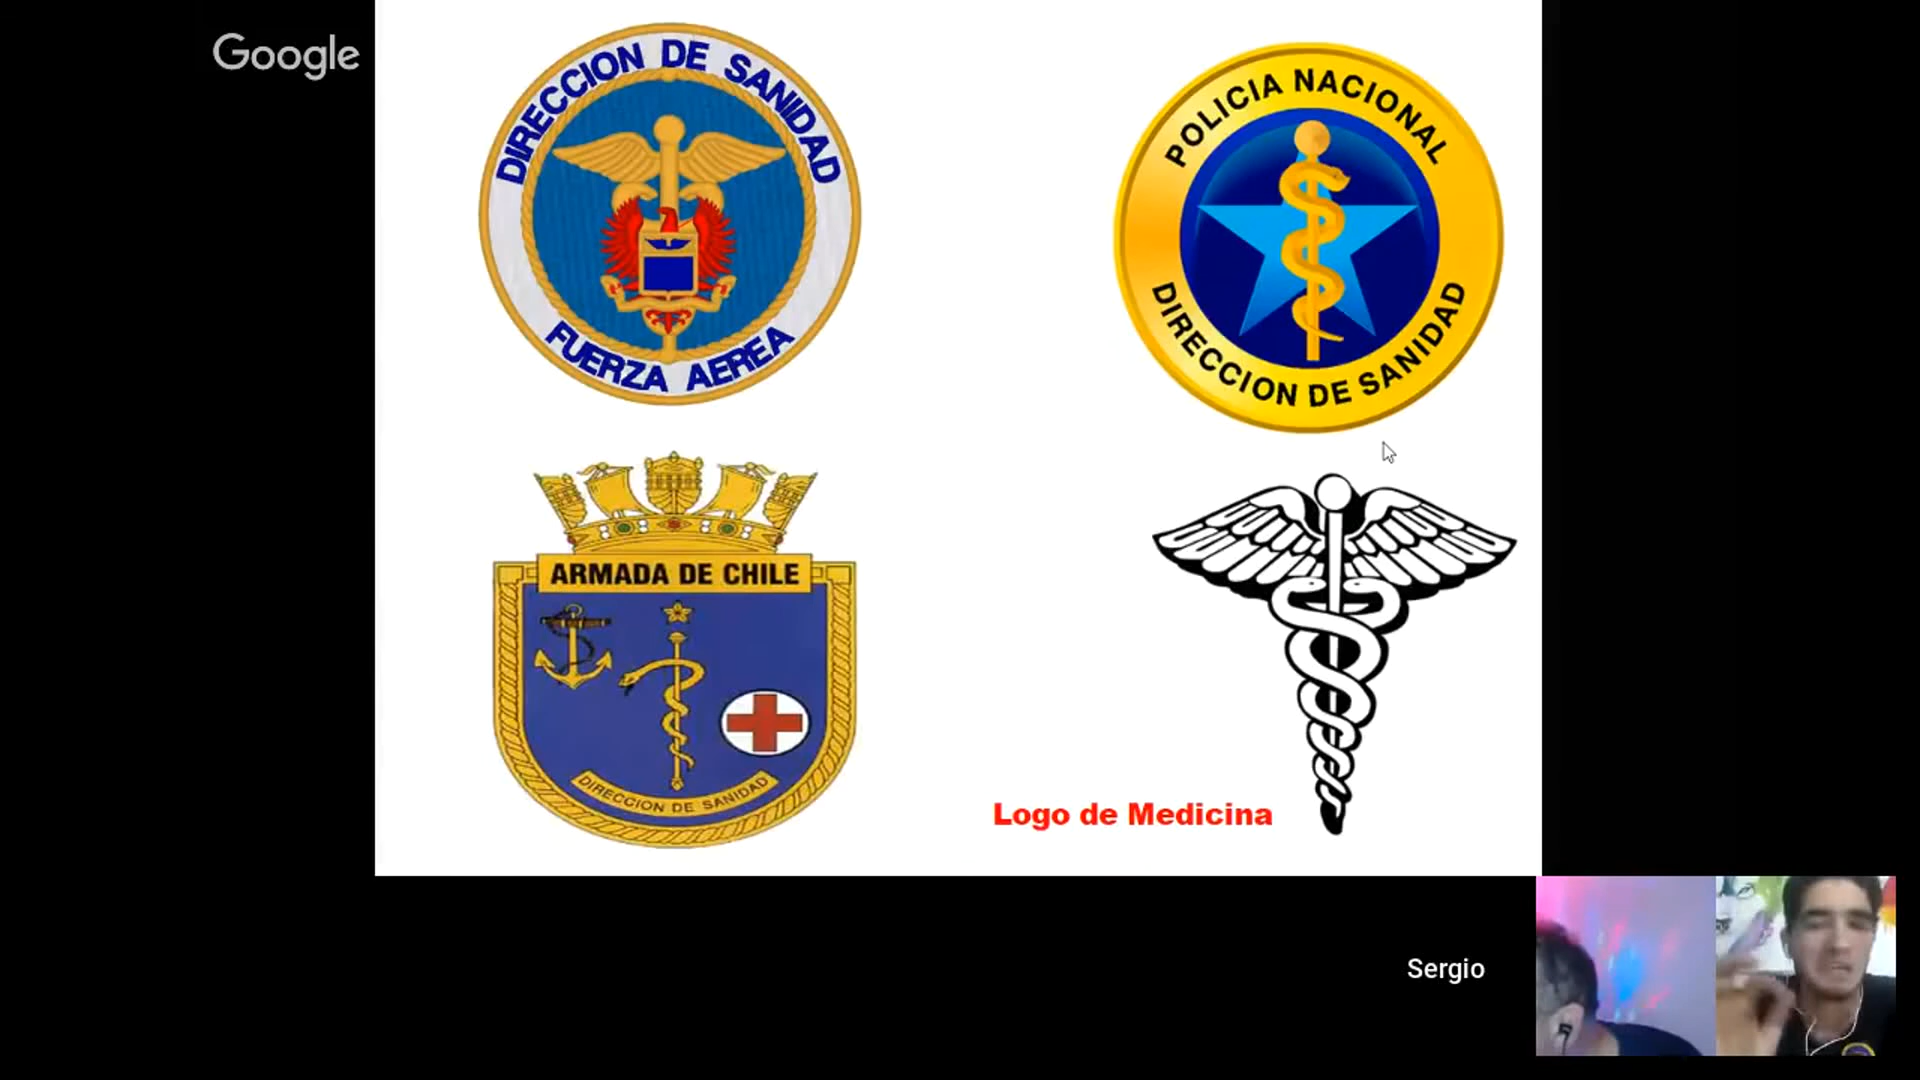 Google
DIRECCION DE SANIDAD
FUERZA AEREA
POLICIA NACIONAL
DIRECCION DE SANIDAD
ARMADA DE CHILE
DIRECCION DE SANIDAD
Logo de Medicina
Sergio